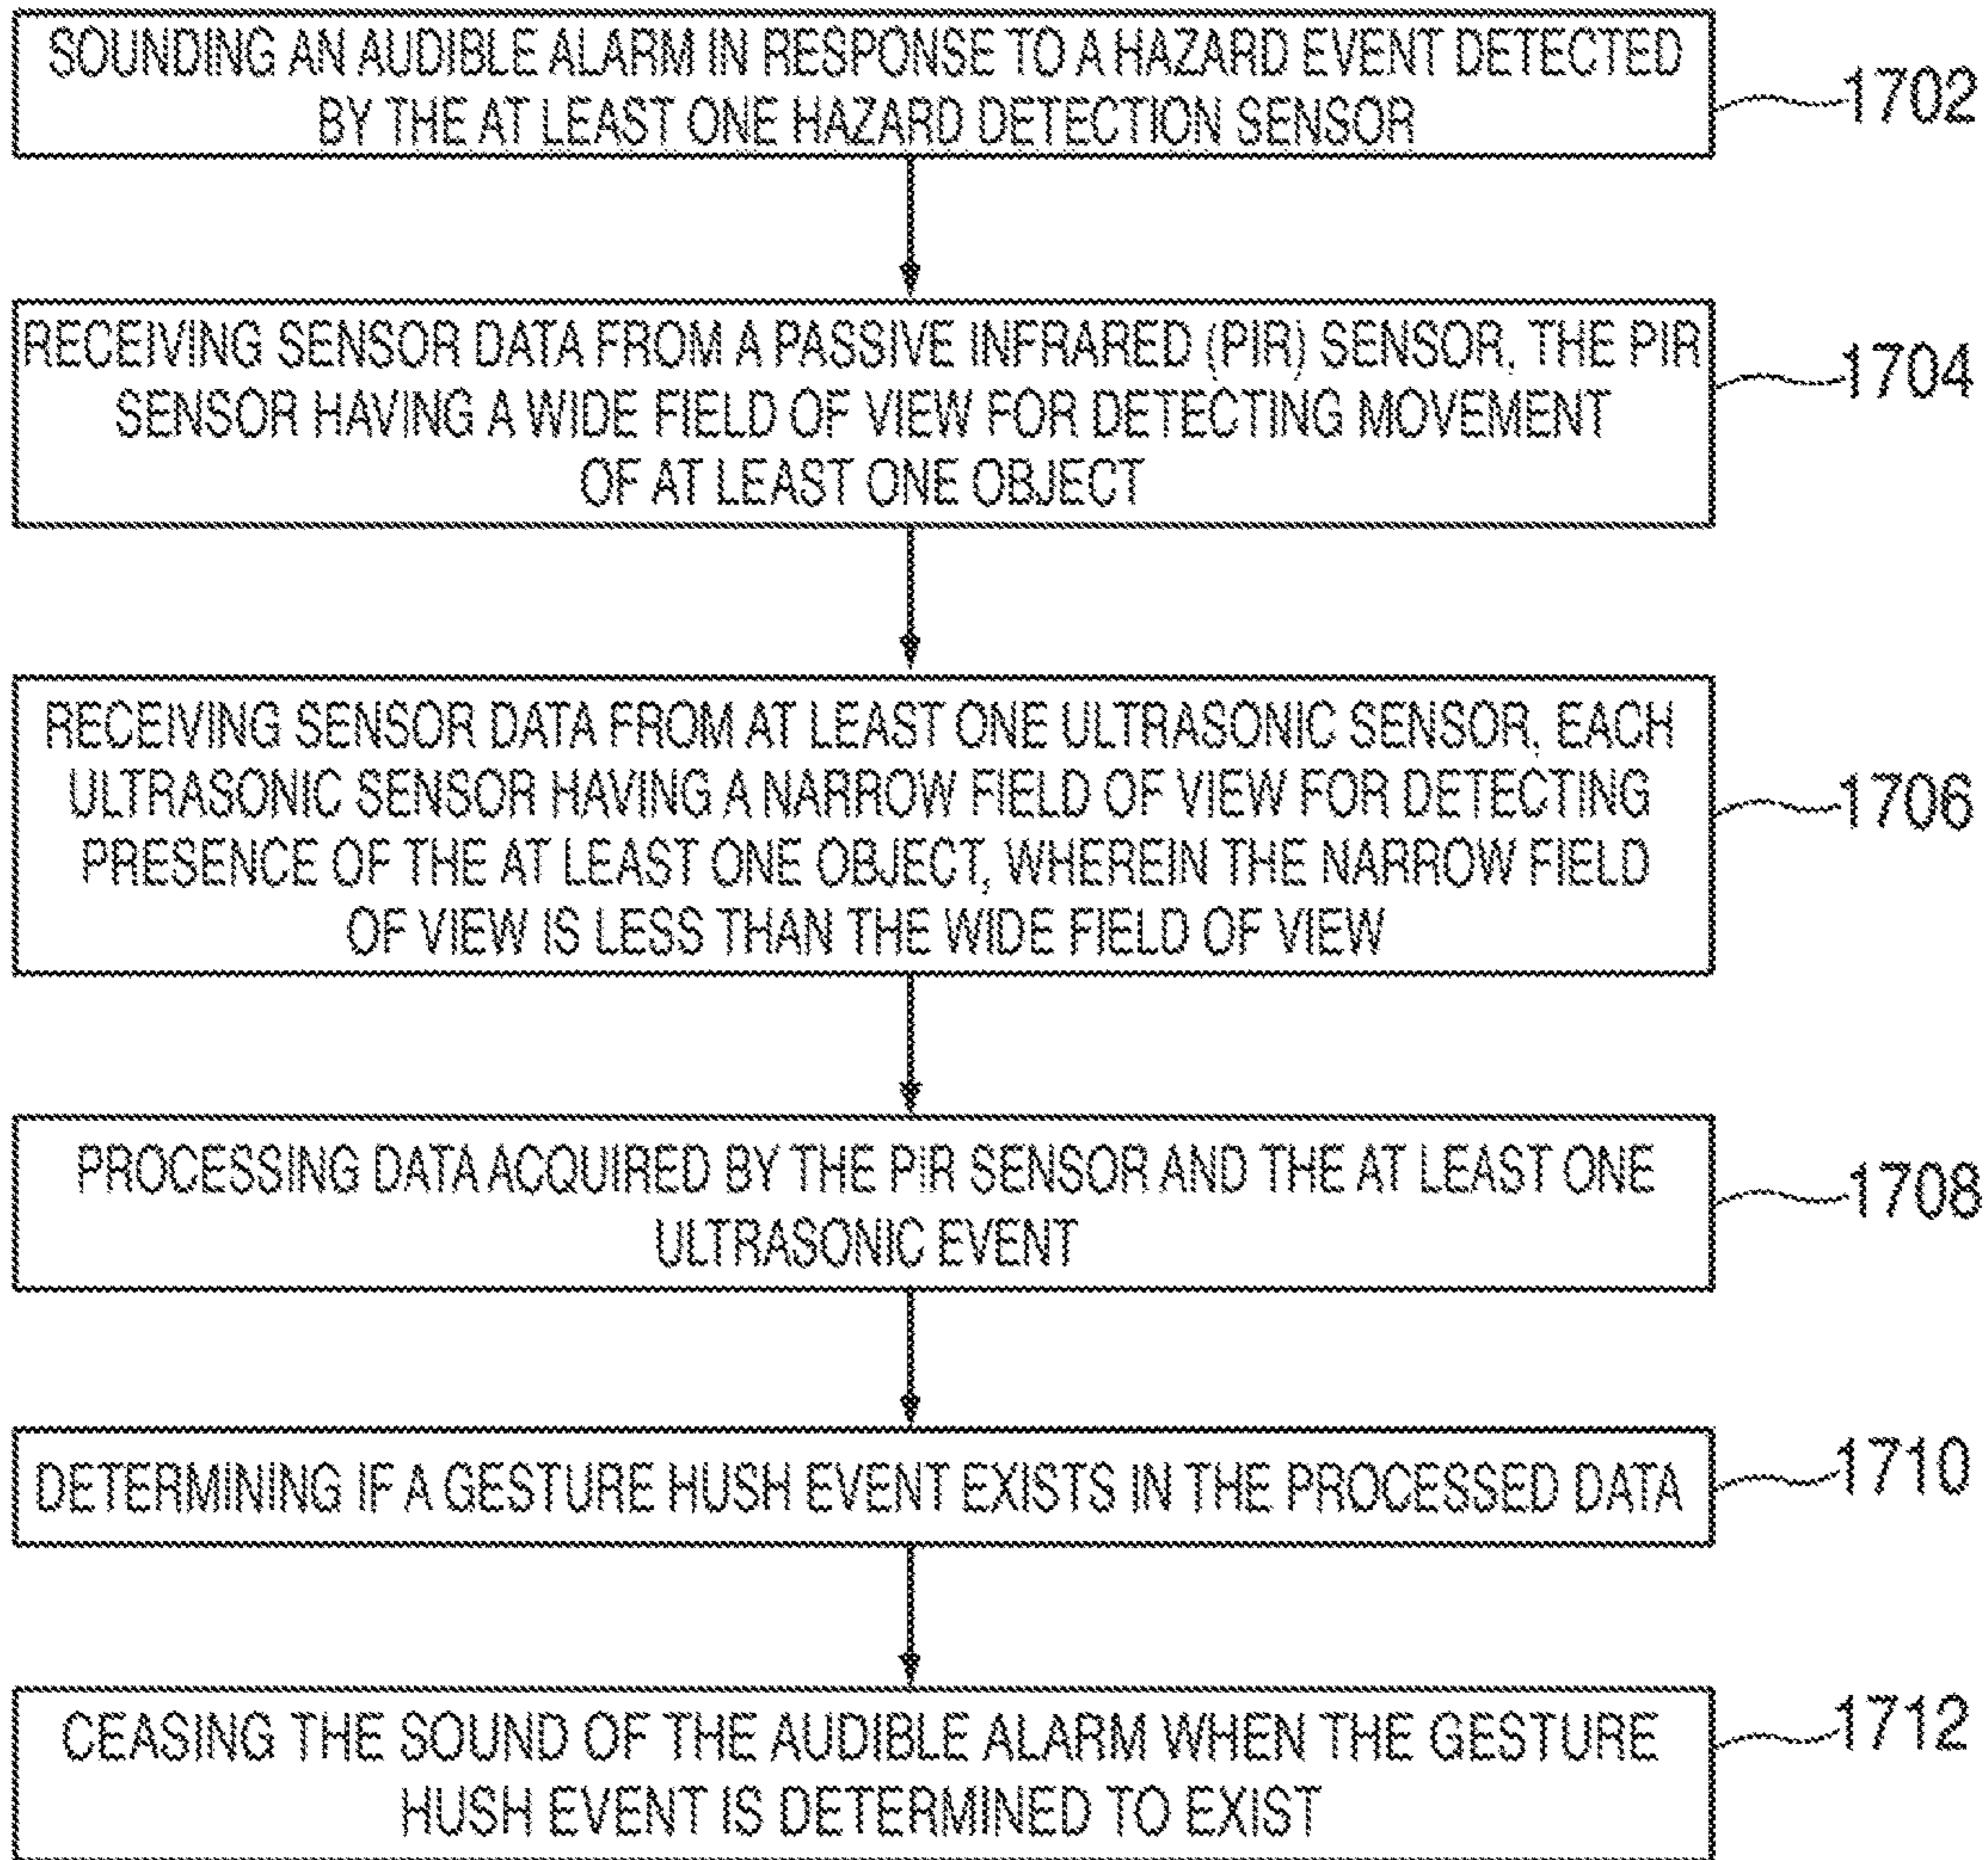 SOUNDING AN AUDIBLE ALARM IN RESPONSE TO A HAZARD EVENT DETECTED
BY THE AT LEAST ONE HAZARD DETECTION SENSOR
1702
RECEIVING SENSOR DATA FROM A PASSIVE INFRARED (PIR) SENSOR, THE PIR
SENSOR HAVING A WIDE FIELD OF VIEW FOR DETECTING MOVEMENT
OF AT LEAST ONE OBJECT
1704
RECEIVING SENSOR DATA FROM AT LEAST ONE ULTRASONIC SENSOR, EACH
ULTRASONIC SENSOR HAVING A NARROW FIELD OF VIEW FOR DETECTING
PRESENCE OF THE AT LEAST ONE OBJECT, WHEREIN THE NARROW FIELD
OF VIEW IS LESS THAN THE WIDE FIELD OF VIEW
1706
PROCESSING DATA ACQUIRED BY THE PIR SENSOR AND THE AT LEAST ONE
ULTRASONIC EVENT
1708
DETERMINING IF A GESTURE HUSH EVENT EXISTS IN THE PROCESSED DATA
1710
CEASING THE SOUND OF THE AUDIBLE ALARM WHEN THE GESTURE
HUSH EVENT IS DETERMINED TO EXIST
1712